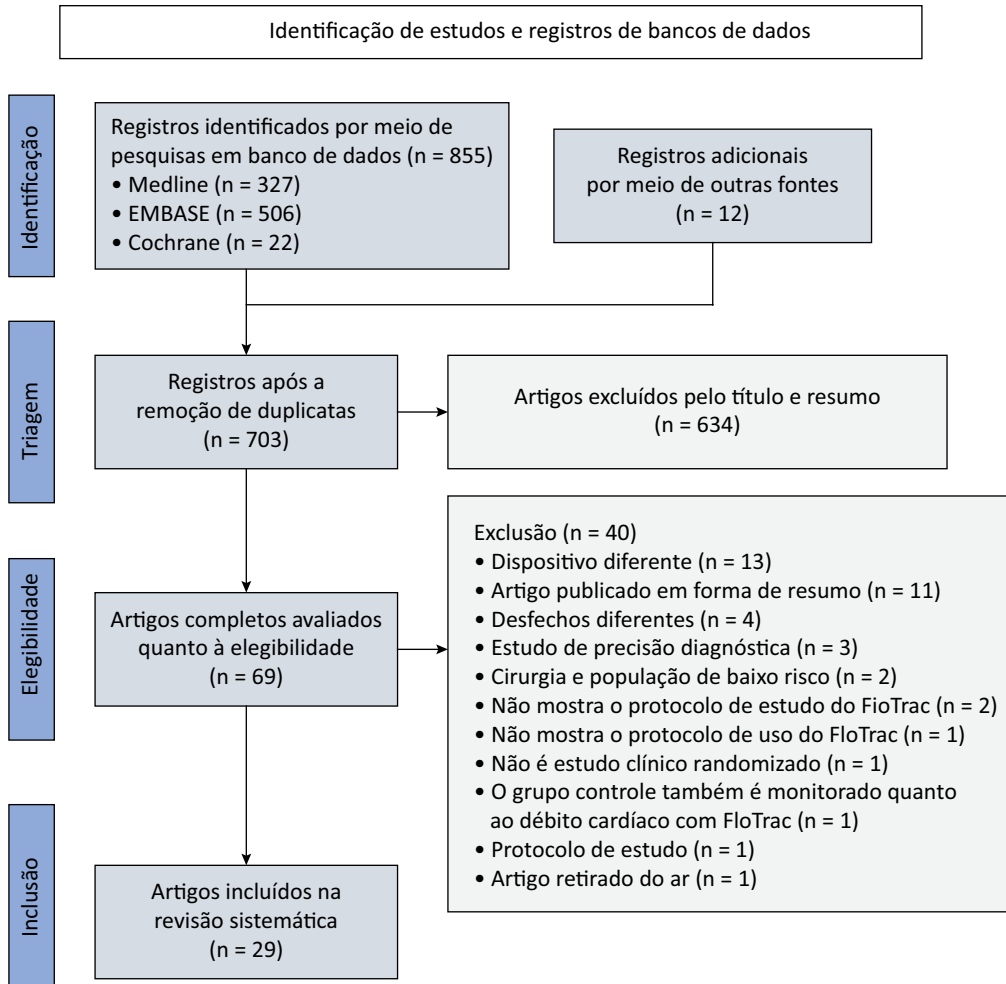 Identificação de estudos e registros de bancos de dados
Identificação
Registros identificados por meio de
pesquisas em banco de dados (n = 855)
• Medline (n = 327)
• EMBASE (n = 506)
• Cochrane (n = 22)
Registros adicionais
por meio de outras fontes
(n = 12)
Triagem
Registros após a
remoção de duplicatas
(n = 703)
Artigos excluídos pelo título e resumo
(n = 634)
Elegibilidade
Artigos completos avaliados
quanto à elegibilidade
(n = 69)
Exclusão (n = 40)
• Dispositivo diferente (n = 13)
• Artigo publicado em forma de resumo (n = 11)
• Desfechos diferentes (n = 4)
• Estudo de precisão diagnóstica (n = 3)
• Cirurgia e população de baixo risco (n = 2)
• Não mostra o protocolo de estudo do FioTrac (n = 2)
• Não mostra o protocolo de uso do FloTrac (n = 1)
• Não é estudo clínico randomizado (n = 1)
• O grupo controle também é monitorado quanto
ao débito cardíaco com FloTrac (n = 1)
• Protocolo de estudo (n = 1)
• Artigo retirado do ar (n = 1)
Inclusão
Artigos incluídos na
revisão sistemática
(n = 29)